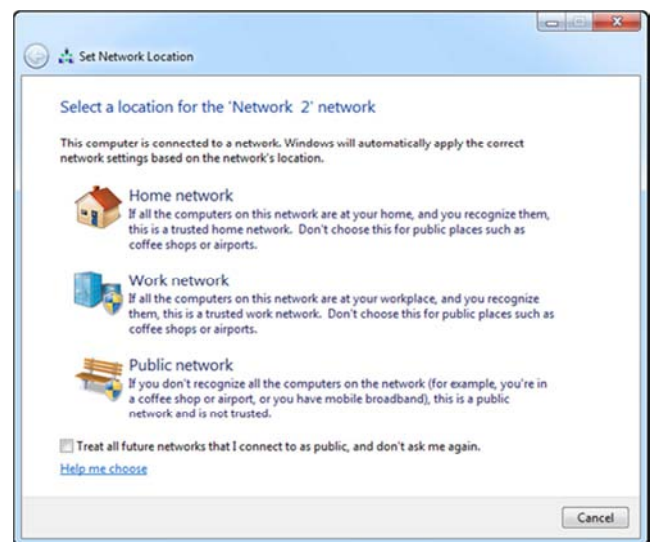 Set Network Location
Select a location for the 'Network 2' network
This computer is connected to a network. Windows will automatically apply the correct
network settings based on the network's location.
Home network
If all the computers on this network are at your home, and you recognize them,
this is a trusted home network. Don't choose this for public places such as
coffee shops or airports.
Work network
If all the computers on this network are at your workplace, and you recognize
them, this is a trusted work network. Don't choose this for public places such as
coffee shops or airports.
Public network
If you don't recognize all the computers on the network (for example, you're in
a coffee shop or airport, or you have mobile broadband), this is a public
network and is not trusted.
Treat all future networks that I connect to as public, and don't ask me again.
Help me choose
Cancel